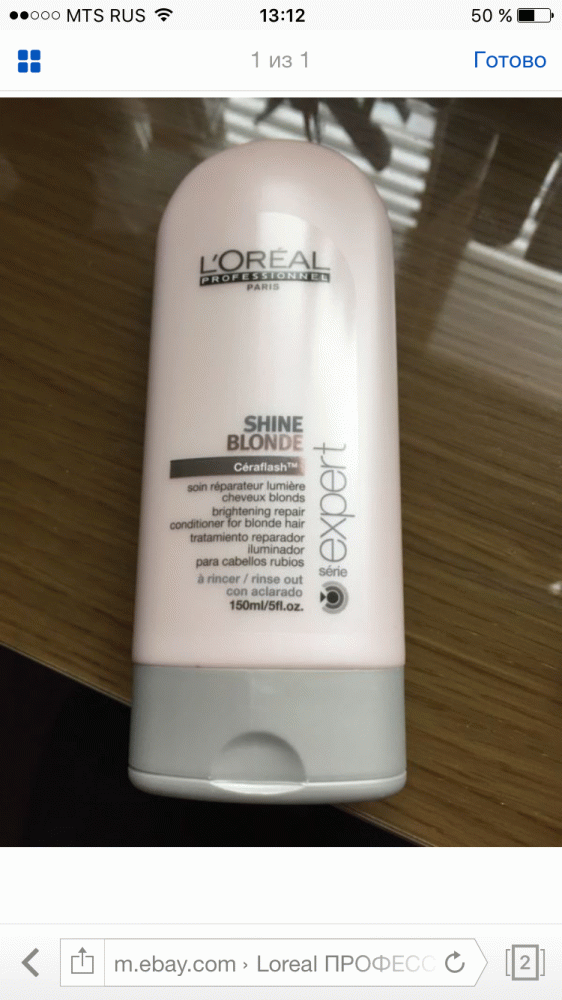 MTS RUS 13:12 50 %
1 из 1 Готово
L'ORÉAL
PROFESSIONNEL
PARIS
SHINE
BLONDE
Céraflash™
soin réparateur lumière
cheveux blonds
brightening repair
conditioner for blonde hair
tratamiento reparador
iluminador
para cabellos rubios
à rincer / rinse out
con aclarado
150ml/5fl.oz.
série expert
m.ebay.com › Loreal ПРОФЕСС
2